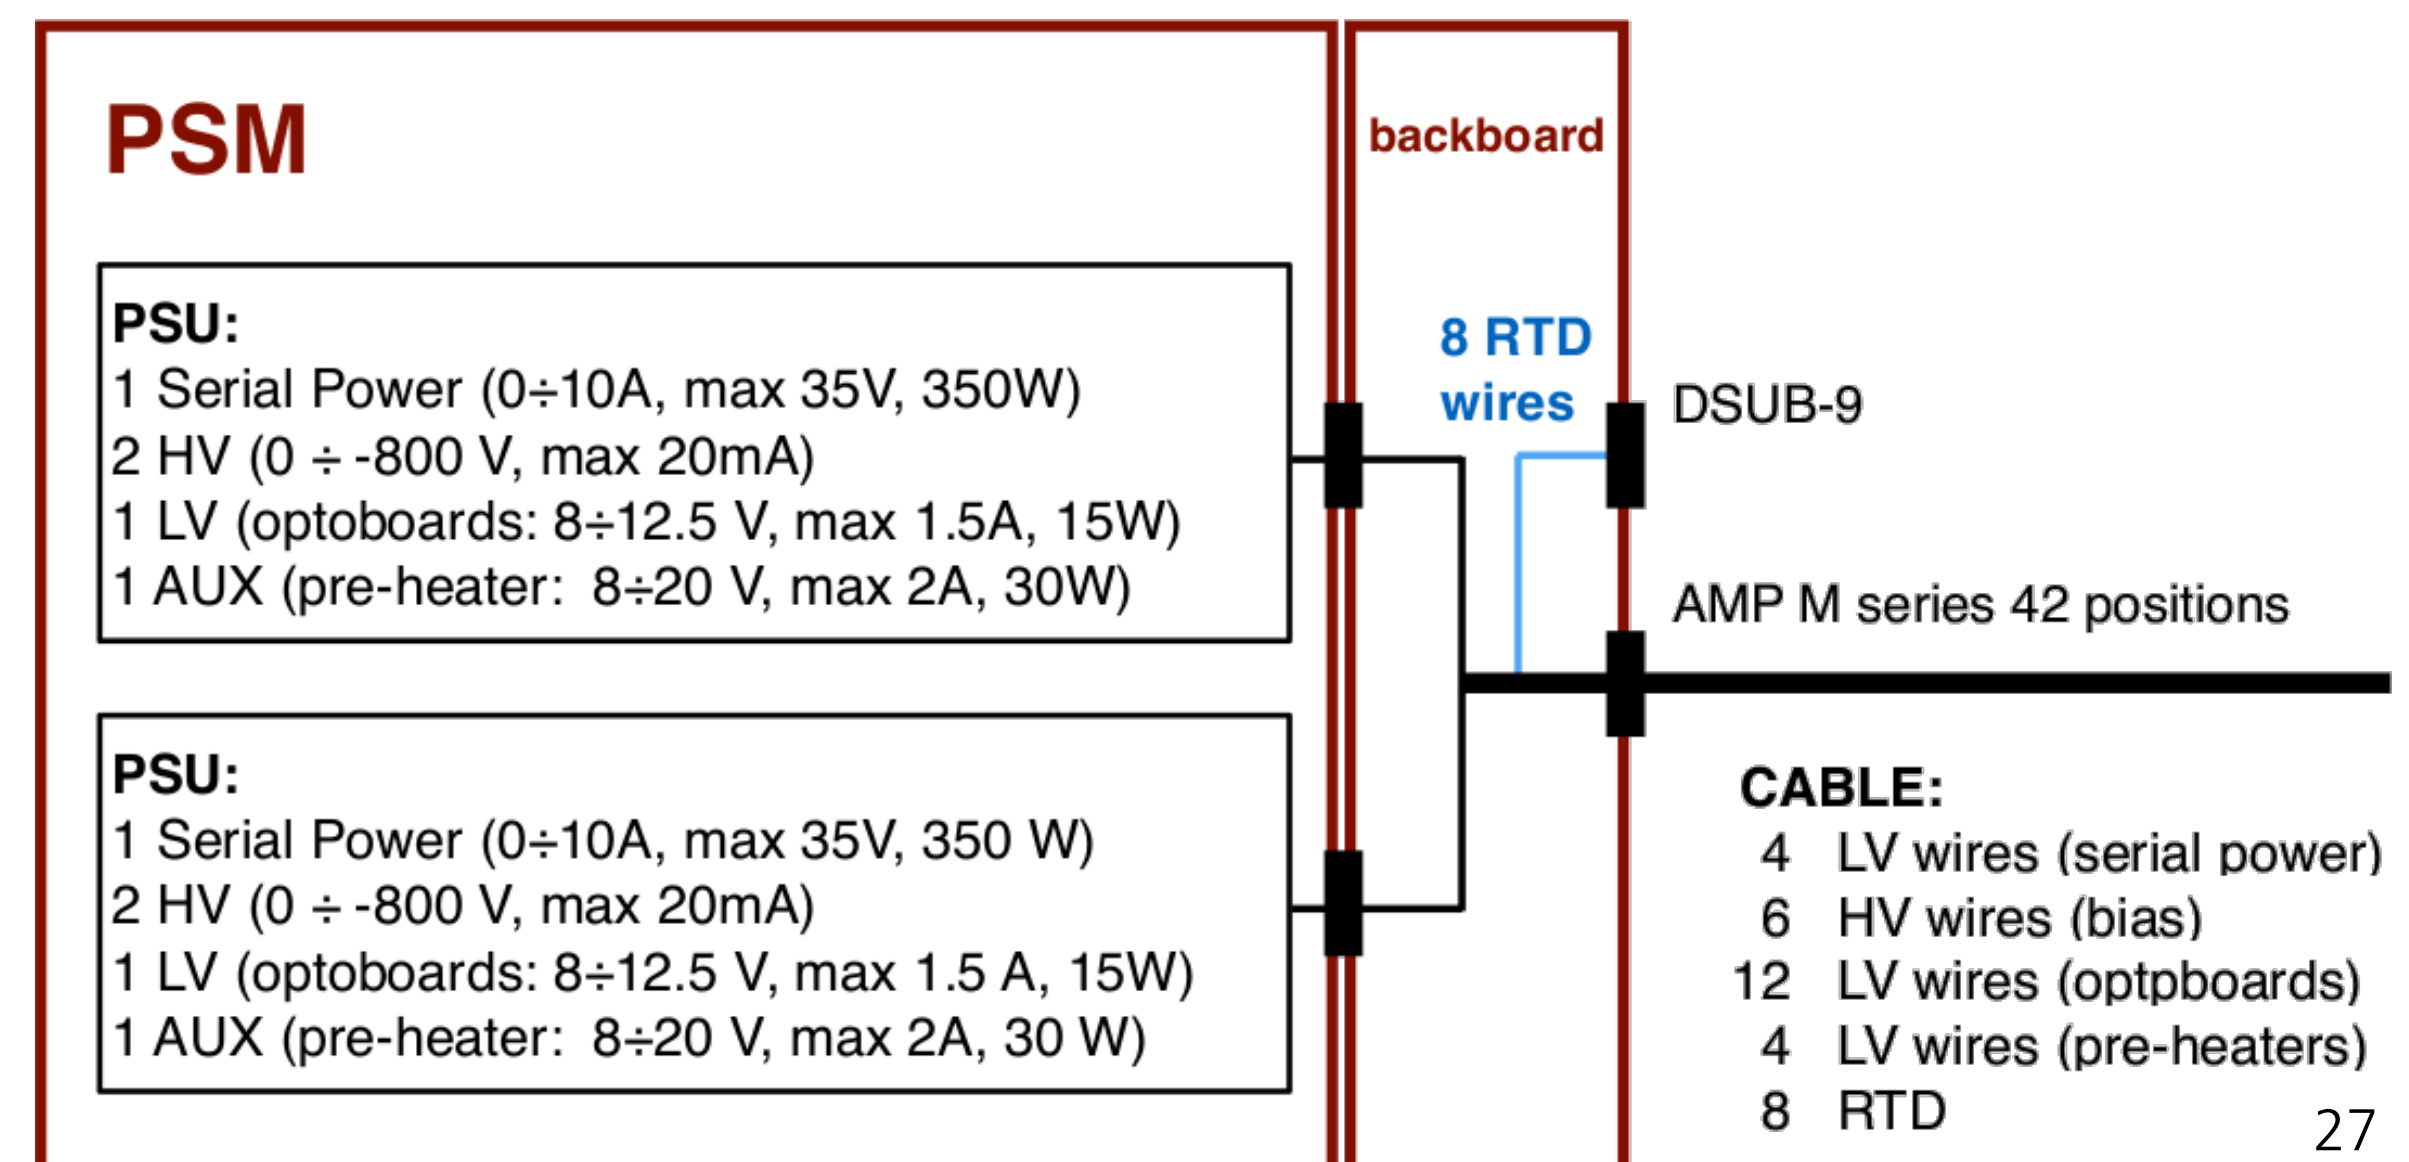 PSM
backboard
PSU:
1 Serial Power (0÷10A, max 35V, 350W)
2 HV (0 ÷ -800 V, max 20mA)
1 LV (optoboards: 8÷12.5 V, max 1.5A, 15W)
1 AUX (pre-heater: 8÷20 V, max 2A, 30W)
8 RTD
wires
DSUB-9
AMP M series 42 positions
PSU:
1 Serial Power (0÷10A, max 35V, 350 W)
2 HV (0 ÷ -800 V, max 20mA)
1 LV (optoboards: 8÷12.5 V, max 1.5 A, 15W)
1 AUX (pre-heater: 8÷20 V, max 2A, 30 W)
CABLE:
4 LV wires (serial power)
6 HV wires (bias)
12 LV wires (optpboards)
4 LV wires (pre-heaters)
8 RTD
27